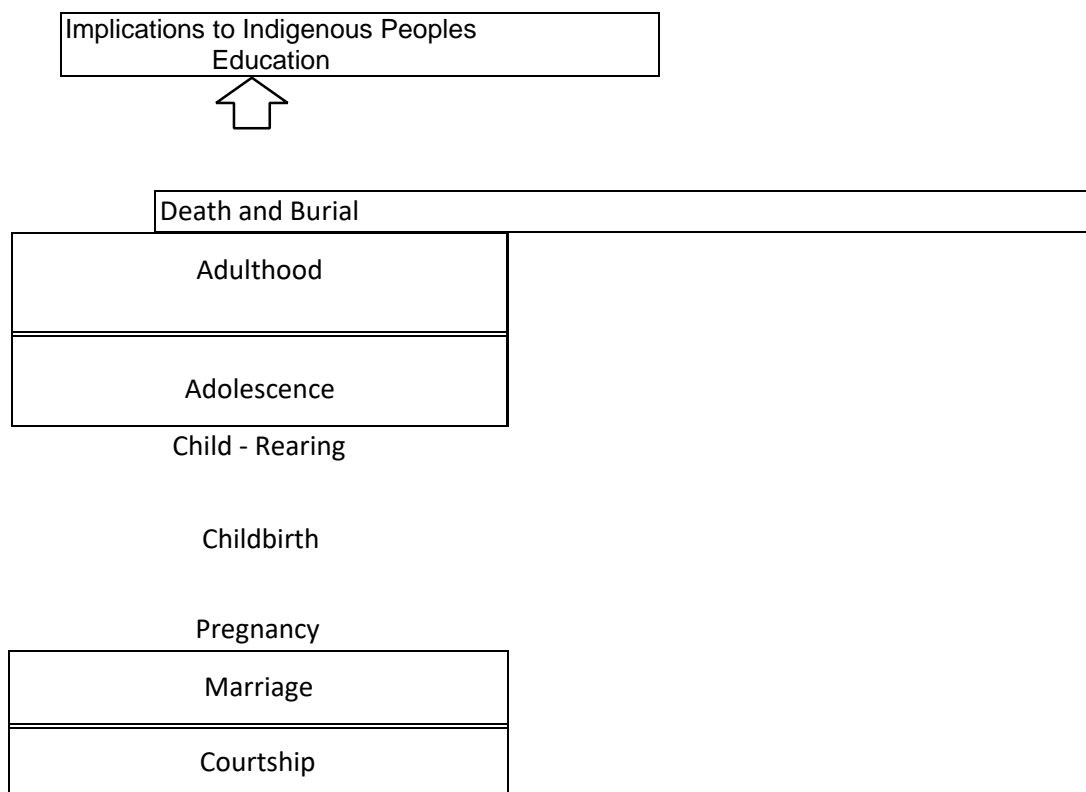 Implications to Indigenous Peoples
Education
Death and Burial
Adulthood
Adolescence
Child - Rearing
Childbirth
Pregnancy
Marriage
Courtship